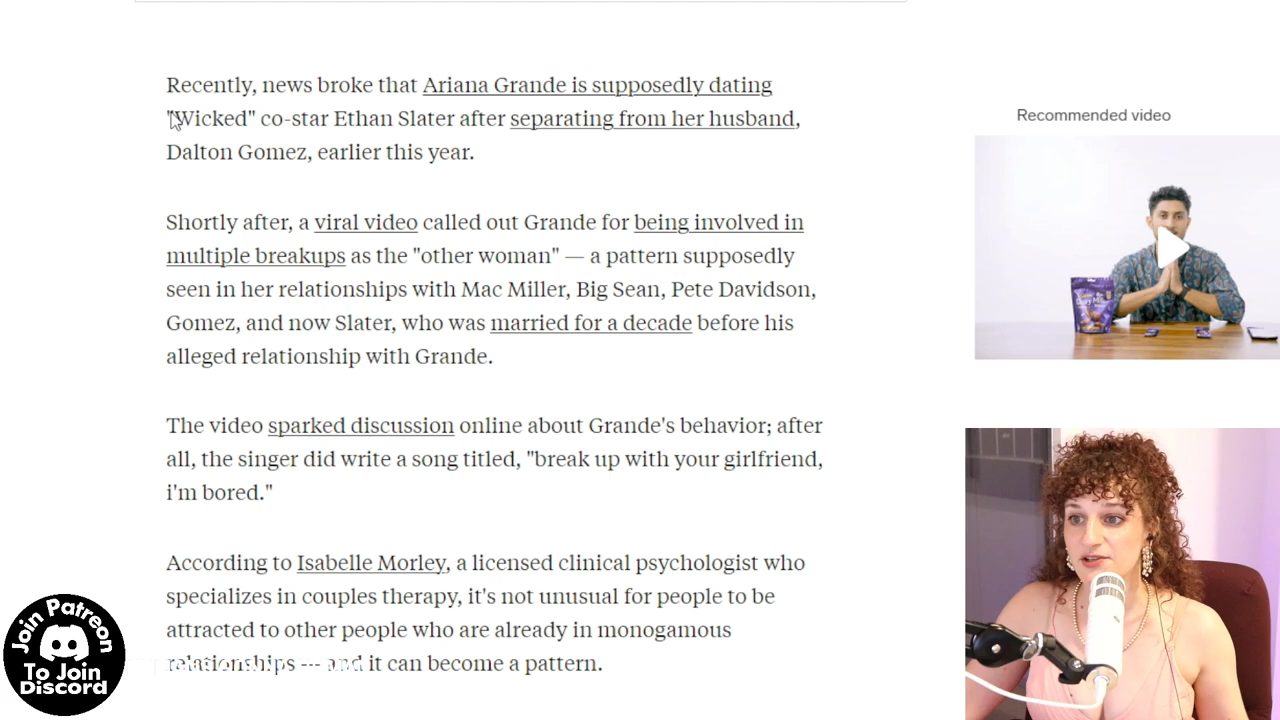 Recently, news broke that Ariana Grande is supposedly dating
"Wicked" co-star Ethan Slater after separating from her husband,
Dalton Gomez, earlier this year.
Shortly after, a viral video called out Grande for being involved in
multiple breakups as the "other woman" — a pattern supposedly
seen in her relationships with Mac Miller, Big Sean, Pete Davidson,
Gomez, and now Slater, who was married for a decade before his
alleged relationship with Grande.
The video sparked discussion online about Grande's behavior; after
all, the singer did write a song titled, "break up with your girlfriend,
i'm bored."
According to Isabelle Morley, a licensed clinical psychologist who
specializes in couples therapy, it's not unusual for people to be
attracted to other people who are already in monogamous
relationships — and it can become a pattern.
Recommended video
Join Patreon
To Join
Discord